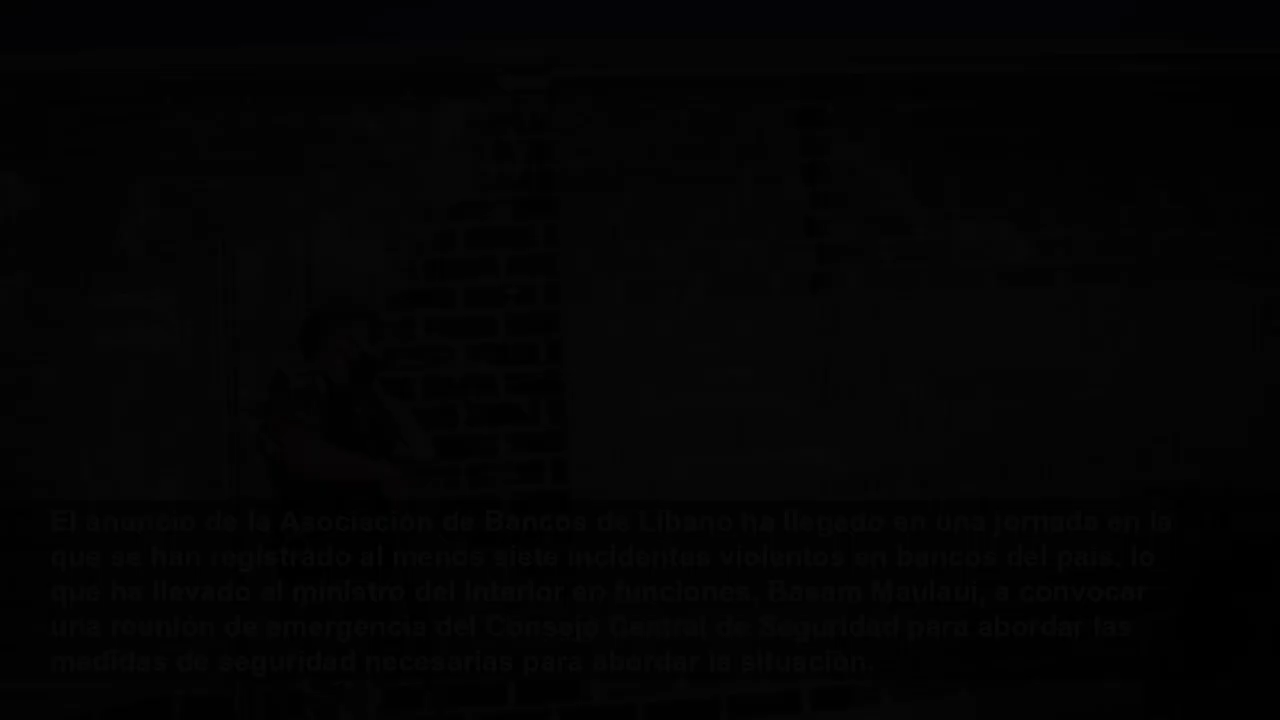 El anuncio de la Asociación de Bancos de Líbano ha llegado en una jornada en la
que se han registrado al menos siete incidentes violentos en bancos del país, lo
que ha llevado al ministro del Interior en funciones, Basam Maulaui, a convocar
una reunión de emergencia del Consejo Central de Seguridad para abordar las
medidas de seguridad necesarias para abordar la situación.